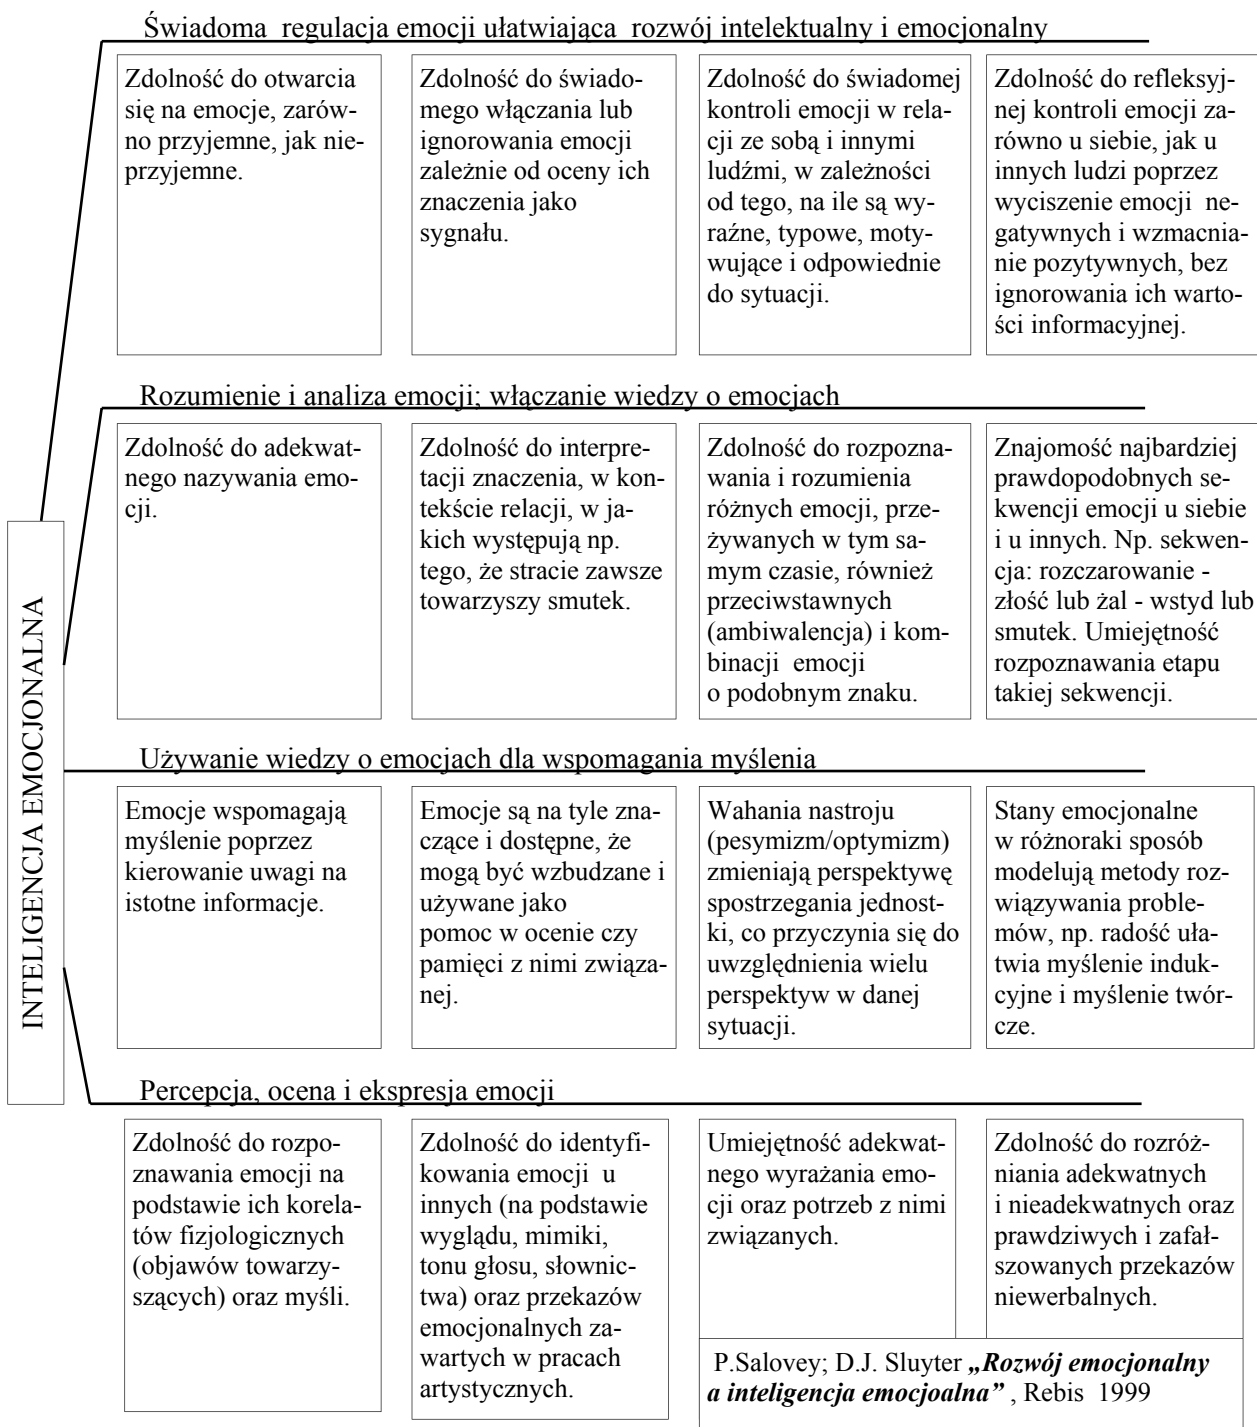 Świadoma  regulacja emocji ułatwiająca  rozwój intelektualny i emocjonalny
Zdolność do otwarcia
się na emocje, zarów-
no przyjemne, jak nie-
przyjemne.
Zdolność do świado-
mego włączania lub
ignorowania emocji
zależnie od oceny ich
znaczenia jako
sygnału.
Zdolność do świadomej
kontroli emocji w rela-
cji ze sobą i innymi
ludźmi, w zależności
od tego, na ile są wy-
raźne, typowe, moty-
wujące i odpowiednie
do sytuacji.
Zdolność do refleksyj-
nej kontroli emocji za-
równo u siebie, jak u
innych ludzi poprzez
wyciszenie emocji  ne-
gatywnych i wzmacnia-
nie pozytywnych, bez
ignorowania ich warto-
ści informacyjnej.
Rozumienie i analiza emocji; włączanie wiedzy o emocjach
Zdolność do adekwat-
nego nazywania emo-
cji.
Zdolność do interpre-
tacji znaczenia, w kon-
tekście relacji, w ja-
kich występują np.
tego, że stracie zawsze
towarzyszy smutek.
Zdolność do rozpozna-
wania i rozumienia
różnych emocji, prze-
żywanych w tym sa-
mym czasie, również
przeciwstawnych
(ambiwalencja) i kom-
binacji  emocji
o podobnym znaku.
Znajomość najbardziej
prawdopodobnych se-
kwencji emocji u siebie
i u innych. Np. sekwen-
cja: rozczarowanie -
złość lub żal - wstyd lub
smutek. Umiejętność
rozpoznawania etapu
takiej sekwencji.
INTELIGENCJA EMOCJONALNA
Używanie wiedzy o emocjach dla wspomagania myślenia
Emocje wspomagają
myślenie poprzez
kierowanie uwagi na
istotne informacje.
Emocje są na tyle zna-
czące i dostępne, że
mogą być wzbudzane i
używane jako
pomoc w ocenie czy
pamięci z nimi związa-
nej.
Wahania nastroju
(pesymizm/optymizm)
zmieniają perspektywę
spostrzegania jednost-
ki, co przyczynia się do
uwzględnienia wielu
perspektyw w danej
sytuacji.
Stany emocjonalne
w różnoraki sposób
modelują metody roz-
wiązywania proble-
mów, np. radość uła-
twia myślenie induk-
cyjne i myślenie twór-
cze.
Percepcja, ocena i ekspresja emocji
Zdolność do rozpo-
znawania emocji na
podstawie ich korela-
tów fizjologicznych
(objawów towarzy-
szących) oraz myśli.
Zdolność do identyfi-
kowania emocji  u
innych (na podstawie
wyglądu, mimiki,
tonu głosu, słownic-
twa) oraz przekazów
emocjonalnych za-
wartych w pracach
artystycznych.
Umiejętność adekwat-
nego wyrażania emo-
cji oraz potrzeb z nimi
związanych.
Zdolność do rozróż-
niania adekwatnych
i nieadekwatnych oraz
prawdziwych i zafał-
szowanych przekazów
niewerbalnych.
P.Salovey; D.J. Sluyter „Rozwój emocjonalny
a inteligencja emocjoalna” , Rebis  1999